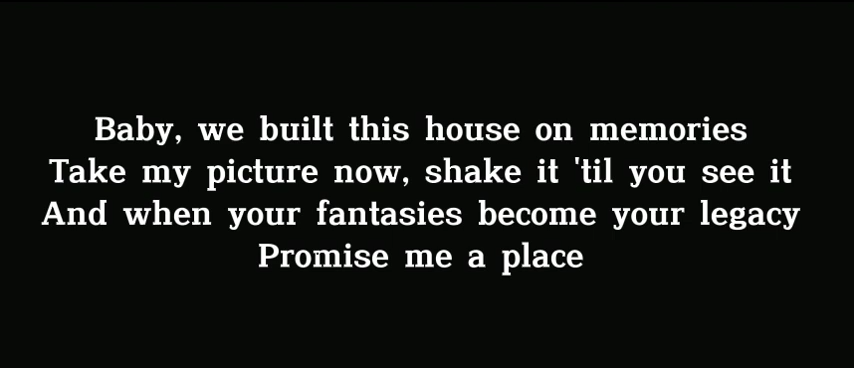 Baby, we built this house on memories
Take my picture now, shake it 'til you see it
And when your fantasies become your legacy
Promise me a place